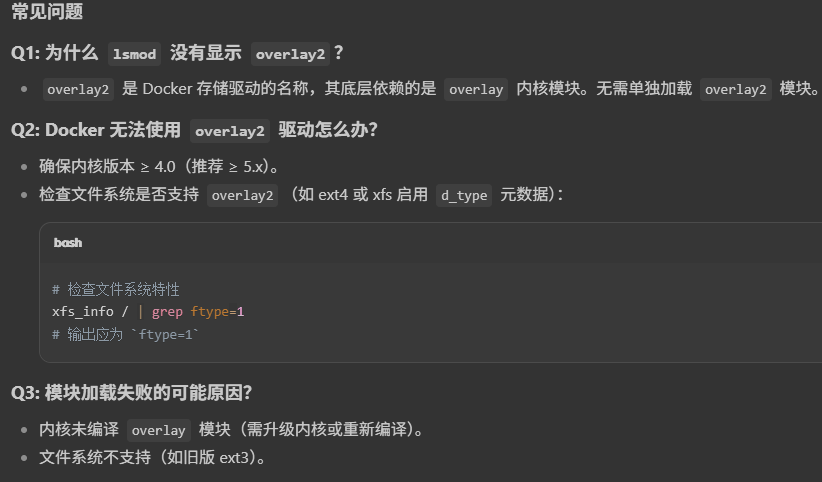 常见问题
Q1: 为什么 lsmod 没有显示 overlay2 ?
overlay2 是 Docker 存储驱动的名称，其底层依赖的是 overlay 内核模块。无需单独加载 overlay2 模块。
Q2: Docker 无法使用 overlay2 驱动怎么办?
确保内核版本 ≥ 4.0（推荐 ≥ 5.x）。
检查文件系统是否支持 overlay2 （如 ext4 或 xfs 启用 d_type 元数据）：
bash
# 检查文件系统特性
xfs_info / | grep ftype=1
# 输出应为 `ftype=1`
Q3: 模块加载失败的可能原因?
内核未编译 overlay 模块（需升级内核或重新编译）。
文件系统不支持（如旧版 ext3）。